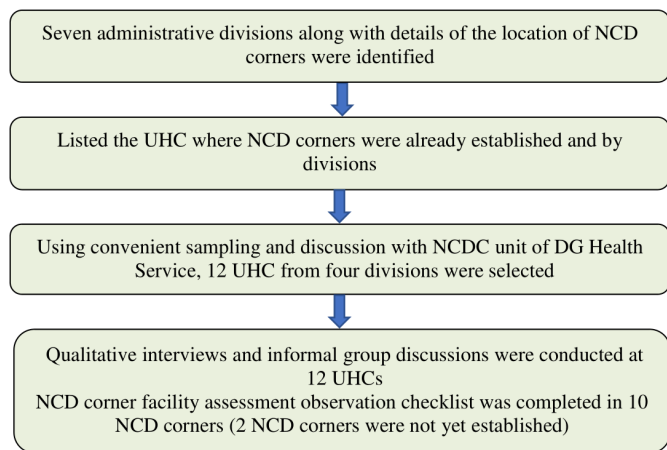 Seven administrative divisions along with details of the location of NCD
corners were identified
Listed the UHC where NCD corners were already established and by
divisions
Using convenient sampling and discussion with NCDC unit of DG Health
Service, 12 UHC from four divisions were selected
Qualitative interviews and informal group discussions were conducted at
12 UHCs
NCD corner facility assessment observation checklist was completed in 10
NCD corners (2 NCD corners were not yet established)